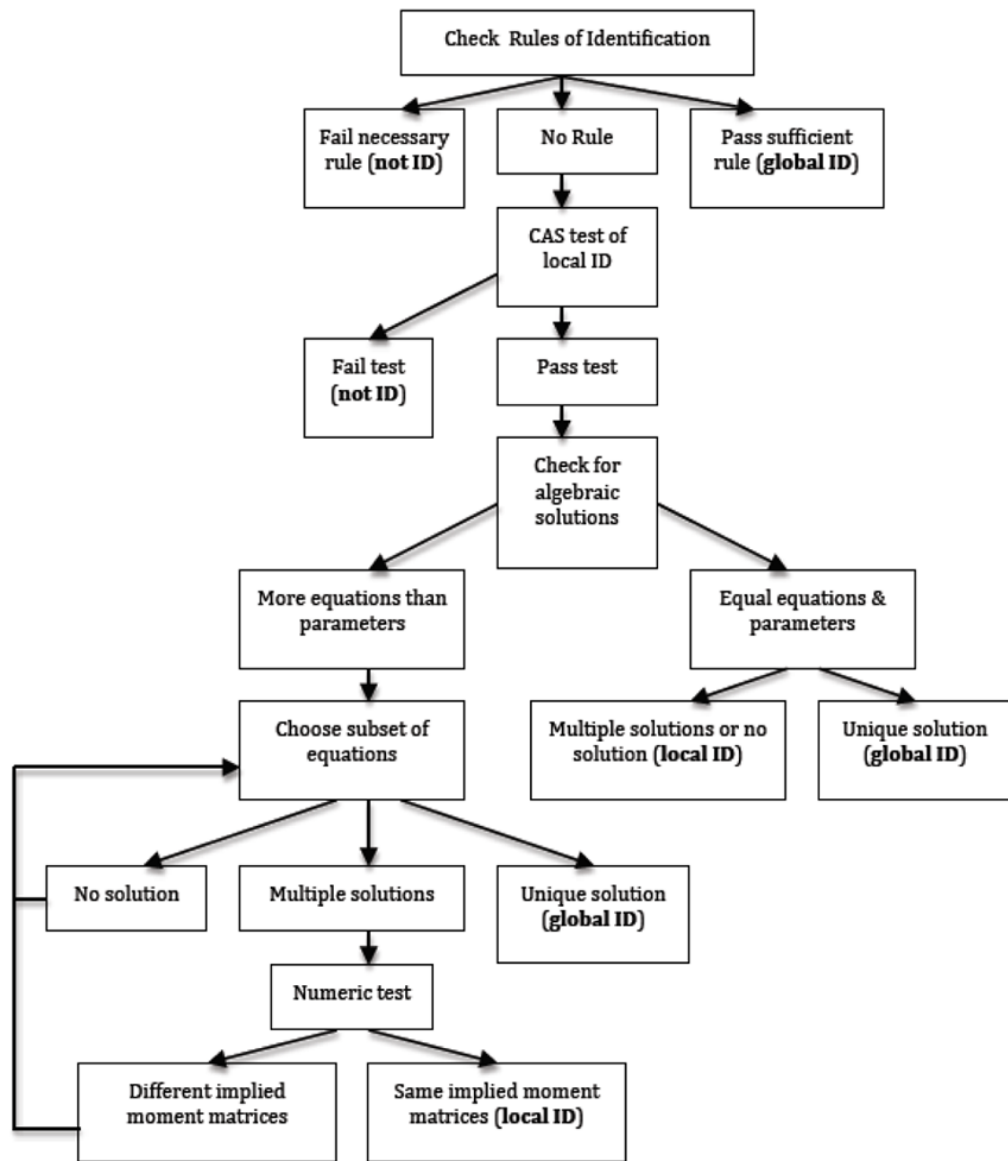 Check Rules of Identification
Fail necessary
rule (not ID)
No Rule
Pass sufficient
rule (global ID)
CAS test of
local ID
Fail test
(not ID)
Pass test
Check for
algebraic
solutions
More equations than
parameters
Equal equations &
parameters
Choose subset of
equations
Multiple solutions or no
solution (local ID)
Unique solution
(global ID)
No solution
Multiple solutions
Unique solution
(global ID)
Numeric test
Different implied
moment matrices
Same implied moment
matrices (local ID)